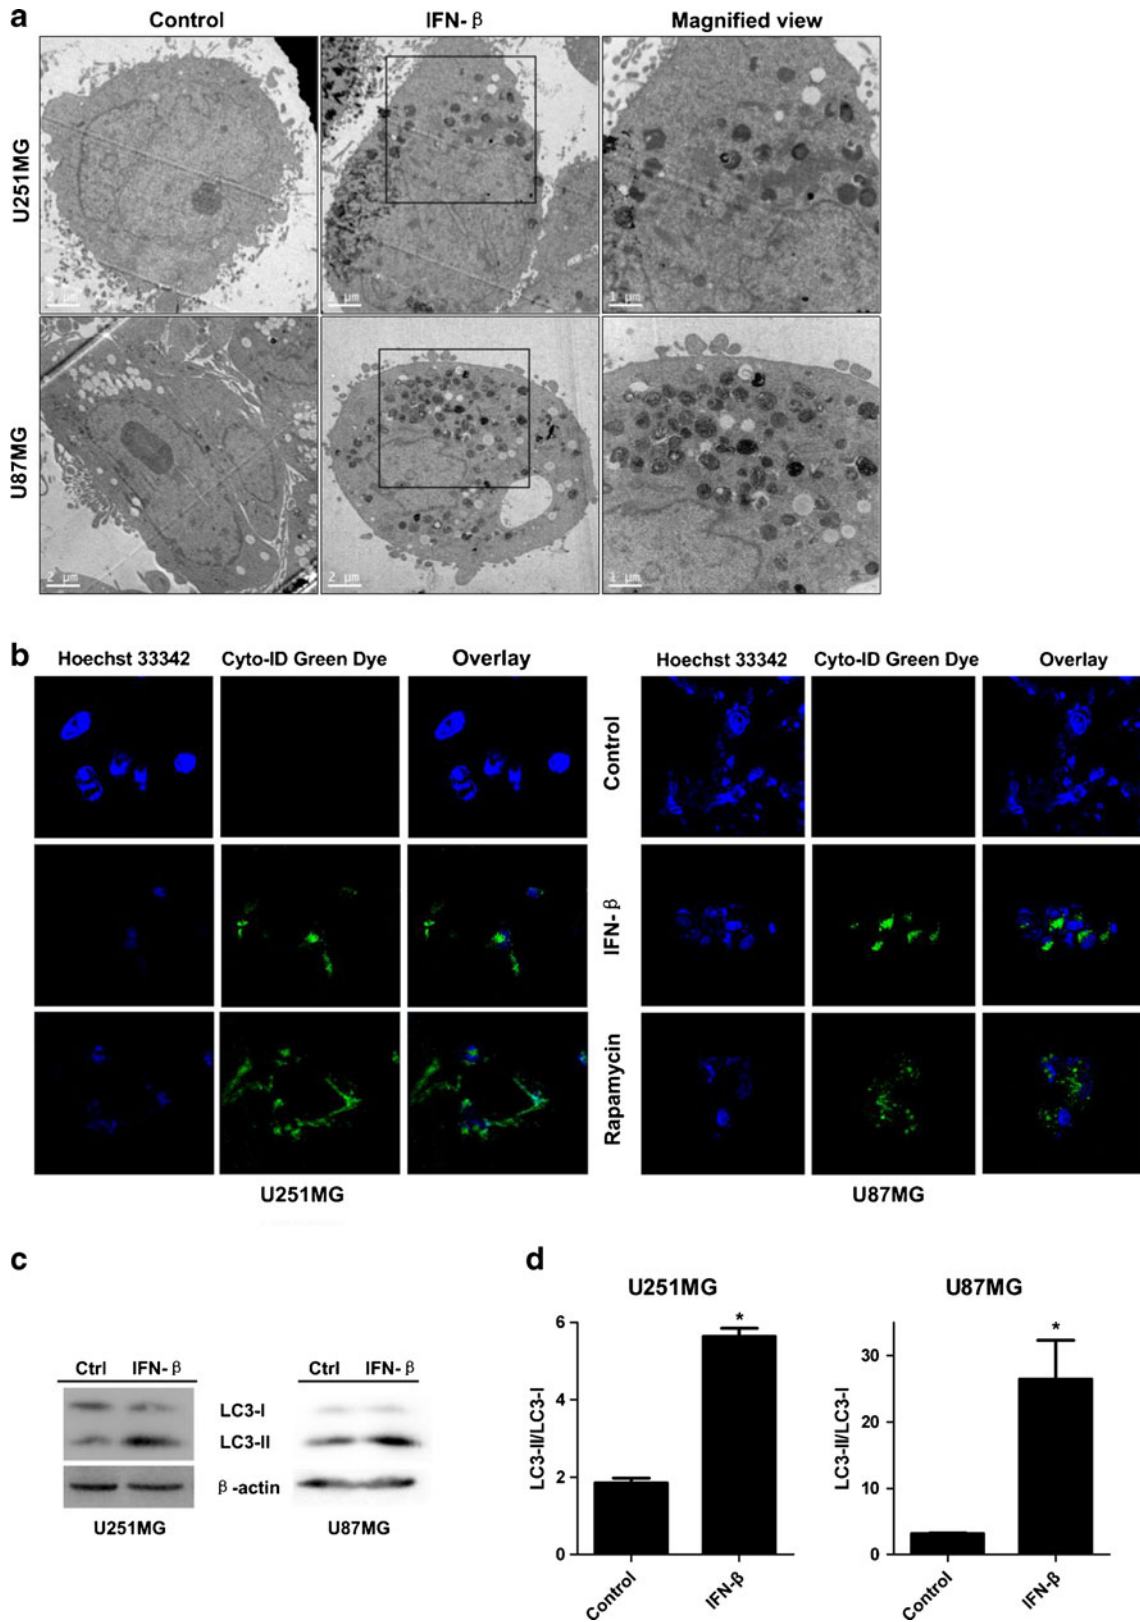 a
Control IFN-β Magnified view
U251MG
2 μm 2 μm 1 μm
U87MG
2 μm 2 μm 1 μm
b
Hoechst 33342 Cyto-ID Green Dye Overlay Hoechst 33342 Cyto-ID Green Dye Overlay
Control
IFN-β
Rapamycin
U251MG U87MG
c
Ctrl IFN-β Ctrl IFN-β
LC3-I
LC3-II
β-actin
U251MG U87MG
d
U251MG
LC3-II/LC3-I
6
4
2
0
*
Control IFN-β
U87MG
LC3-II/LC3-I
30
20
10
0
*
Control IFN-β